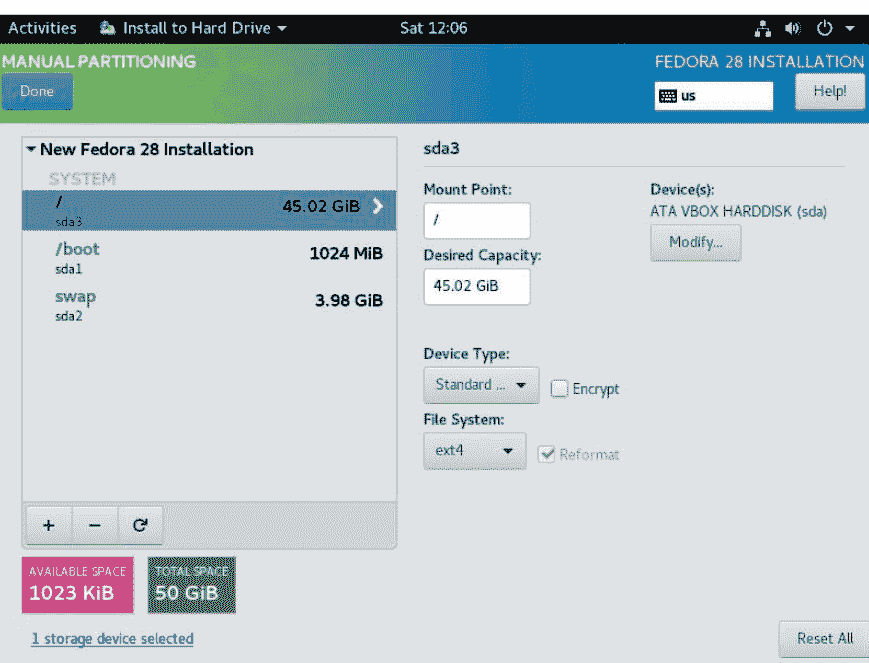 Activities Install to Hard Drive Sat 12:06
MANUAL PARTITIONING FEDORA 28 INSTALLATION
Done us Help!
New Fedora 28 Installation
SYSTEM
/ 45.02 GiB
sda3
/boot 1024 MiB
sda1
swap 3.98 GiB
sda2
+ −
AVAILABLE SPACE
1023 KiB
TOTAL SPACE
50 GiB
1 storage device selected
sda3
Mount Point:
/
Desired Capacity:
45.02 GiB
Device(s):
ATA VBOX HARDDISK (sda)
Modify...
Device Type:
Standard ... Encrypt
File System:
ext4 Reformat
Reset All